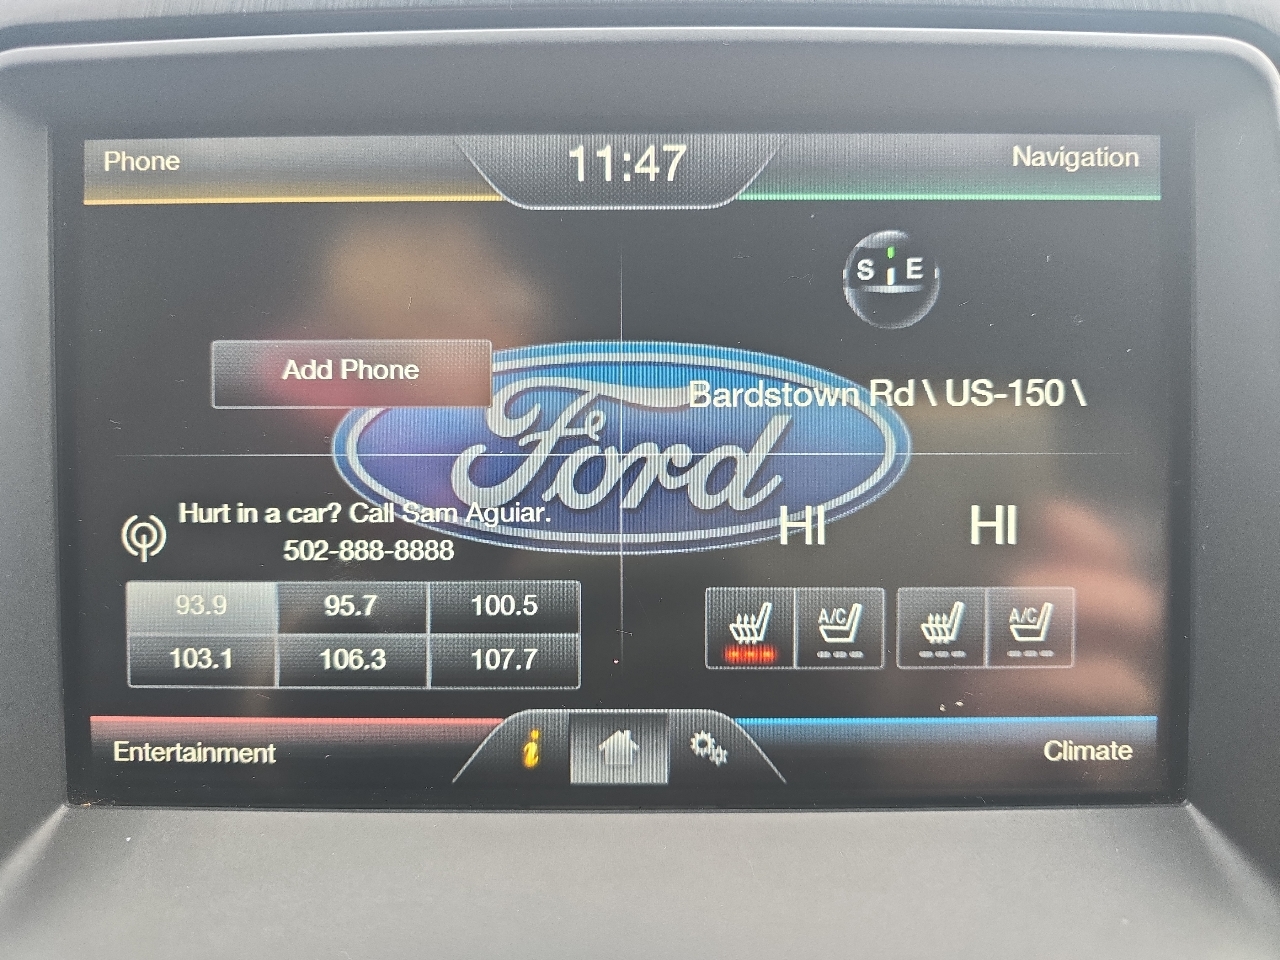 Phone
11:47
Navigation
S E
Add Phone
Ford
Bardstown Rd \ US-150 \
Hurt in a car? Call Sam Aguiar.
502-888-8888
HI HI
93.9 95.7 100.5
103.1 106.3 107.7
A/C A/C
Entertainment
i
Climate